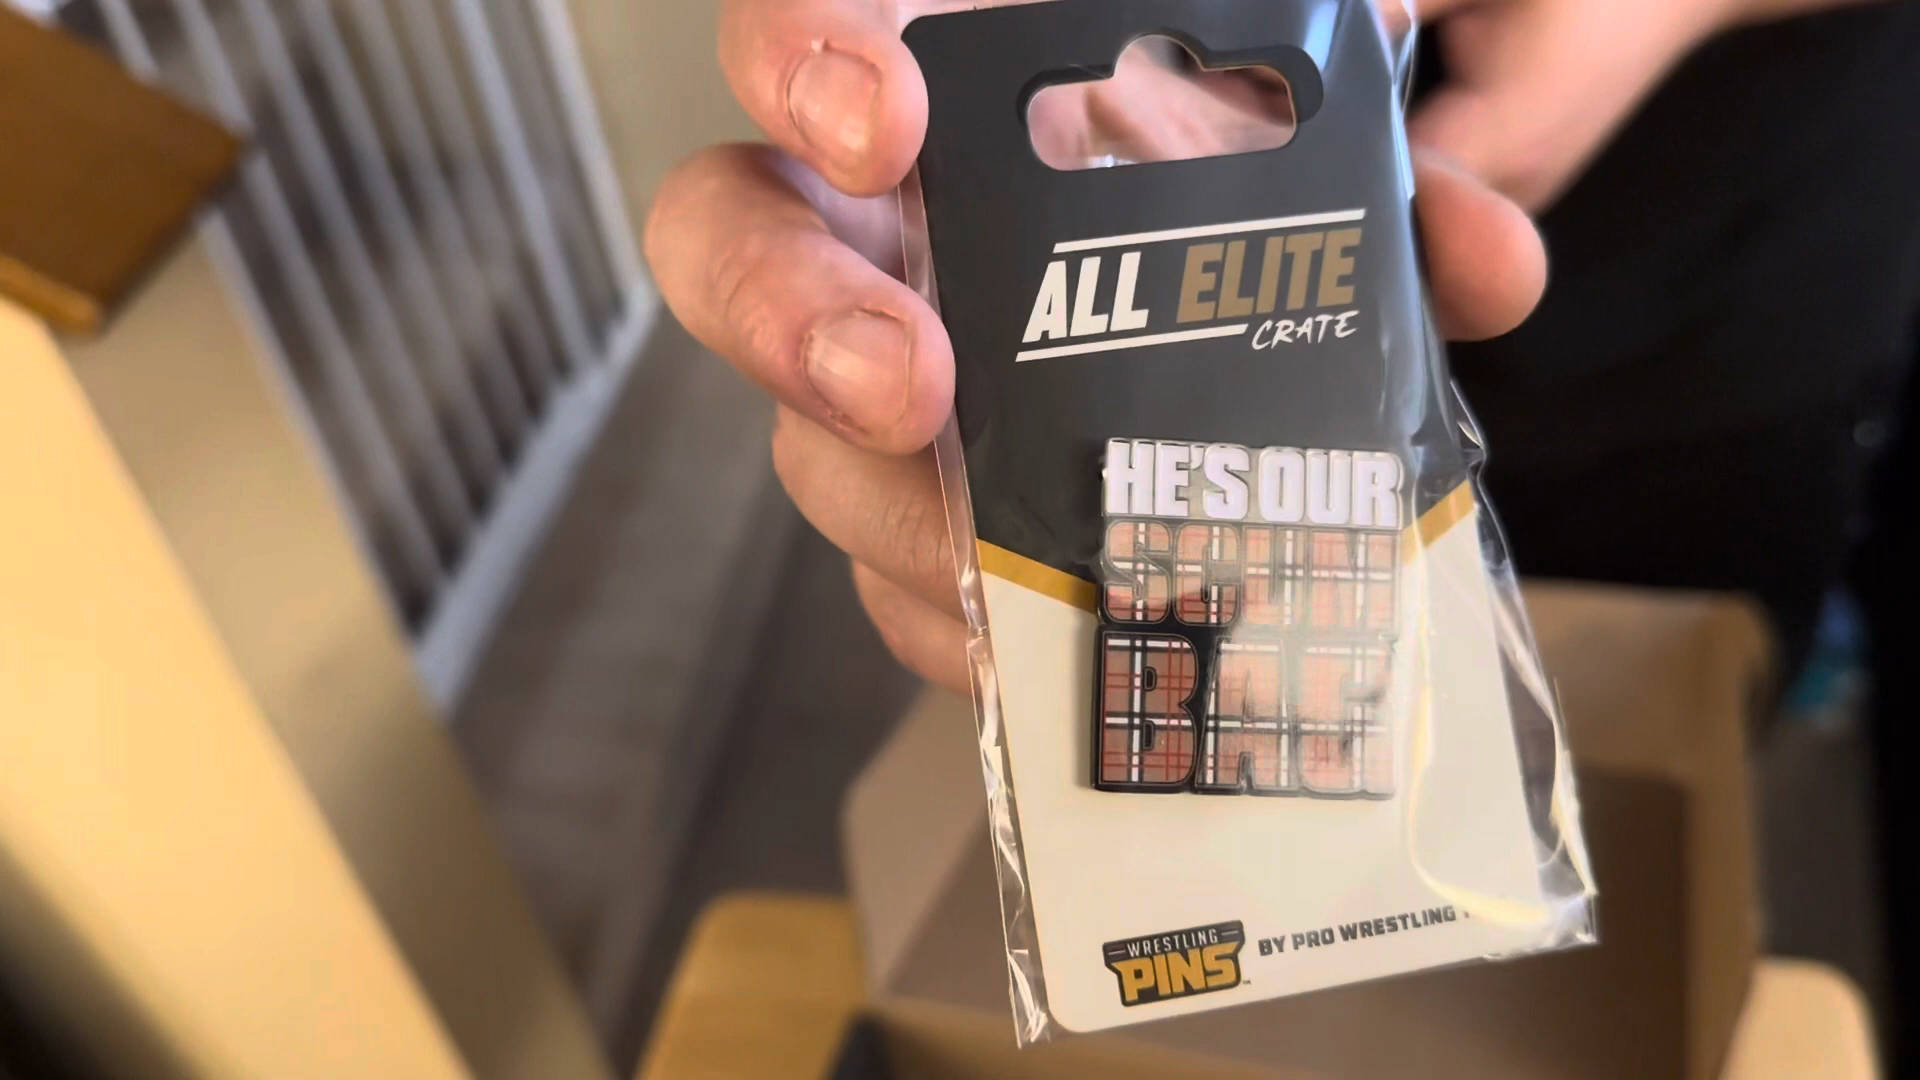 ALL ELITE
CRATE
HE'S OUR
SCUM
BAG
WRESTLING
PINS
BY PRO WRESTLING